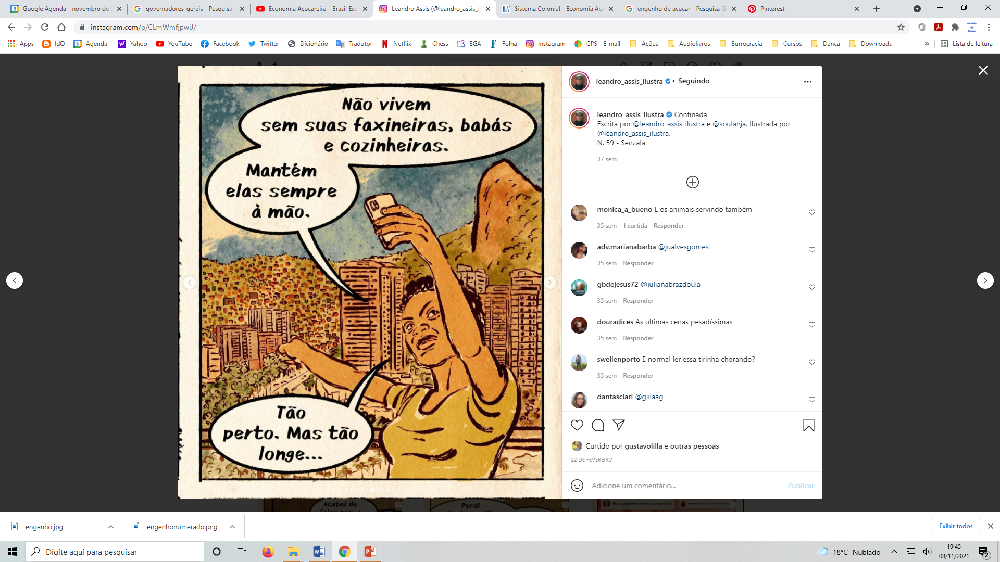 Google Agenda - novembro de 2
governadores-gerais - Pesquisa
Economia Açucareira - Brasil Esc
Leandro Assis (@leandro_assis_il
Sistema Colonial - Economia Açu
engenho de açucar - Pesquisa G
Pinterest
instagram.com/p/CLmWmfjpwiJ/
Apps
IdO
Agenda
Yahoo
YouTube
Facebook
Twitter
Dicionário
Tradutor
Netflix
Chess
BGA
Folha
Instagram
CPS - E-mail
Ações
Audiolivros
Burrocracia
Cursos
Dança
Downloads
»
Lista de leitura
Não vivem
sem suas faxineiras, babás
e cozinheiras.
Mantém
elas sempre
à mão.
Tão
perto. Mas tão
longe...
leandro_assis_ilustra • Seguindo
leandro_assis_ilustra Confinada
Escrita por @leandro_assis_ilustra e @soulanja. Ilustrada por
@leandro_assis_ilustra.
N. 59 - Senzala
37 sem
monica_a_bueno E os animais servindo também
35 sem 1 curtida Responder
adv.marianabarba @jualvesgomes
35 sem Responder
gbdejesus72 @julianabrazdoula
35 sem Responder
douradices As ultimas cenas pesadíssimas
35 sem Responder
swellenporto E normal ler essa tirinha chorando?
35 sem Responder
dantasclari @giilaag
Curtido por gustavolilla e outras pessoas
22 DE FEVEREIRO
Adicione um comentário...
Publicar
Acabei de
Perdi
engenho.jpg
engenhonumerado.png
Exibir todos
Digite aqui para pesquisar
18°C Nublado
19:45
08/11/2021
2